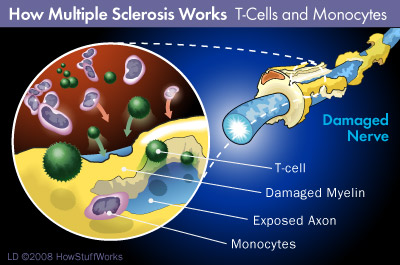 How Multiple Sclerosis Works T-Cells and Monocytes
Damaged
Nerve
T-cell
Damaged Myelin
Exposed Axon
Monocytes
LD ©2008 HowStuffWorks